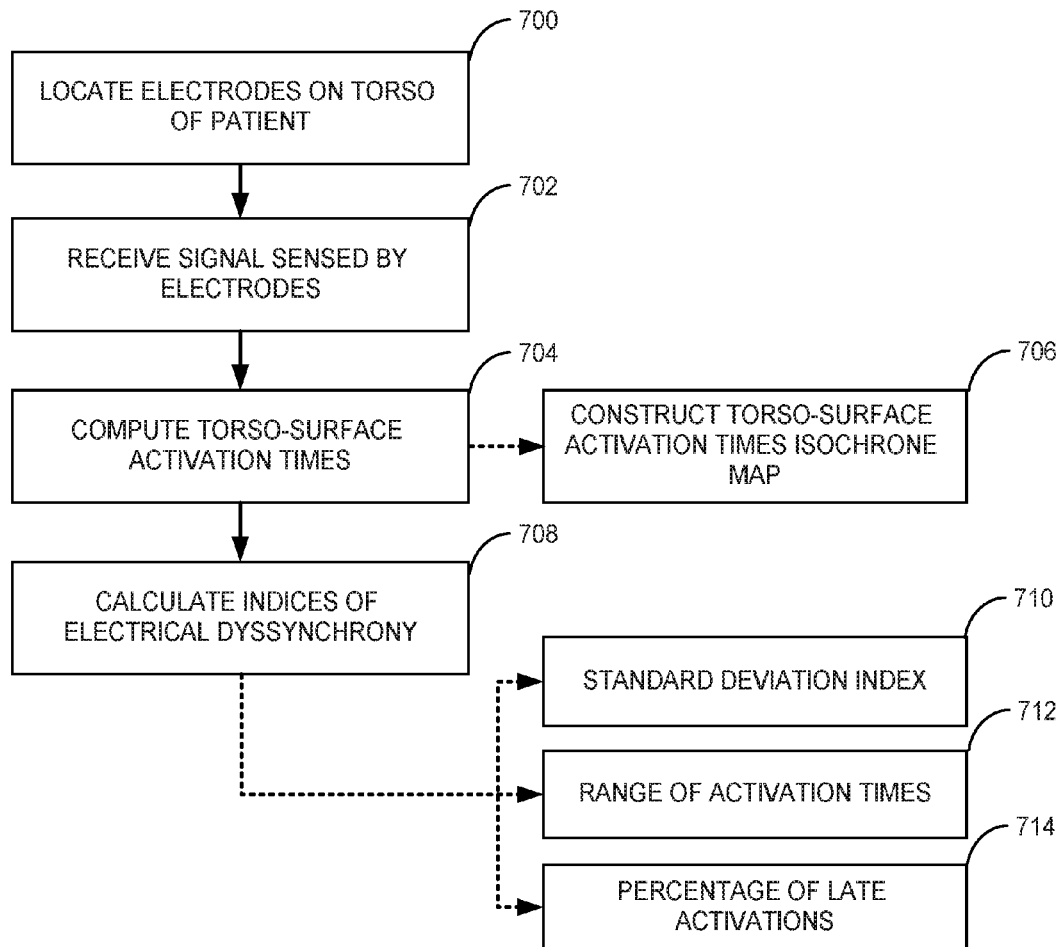 700
LOCATE ELECTRODES ON TORSO
OF PATIENT
702
RECEIVE SIGNAL SENSED BY
ELECTRODES
704
COMPUTE TORSO-SURFACE
ACTIVATION TIMES
706
CONSTRUCT TORSO-SURFACE
ACTIVATION TIMES ISOCHRONE
MAP
708
CALCULATE INDICES OF
ELECTRICAL DYSSYNCHRONY
710
STANDARD DEVIATION INDEX
712
RANGE OF ACTIVATION TIMES
714
PERCENTAGE OF LATE
ACTIVATIONS